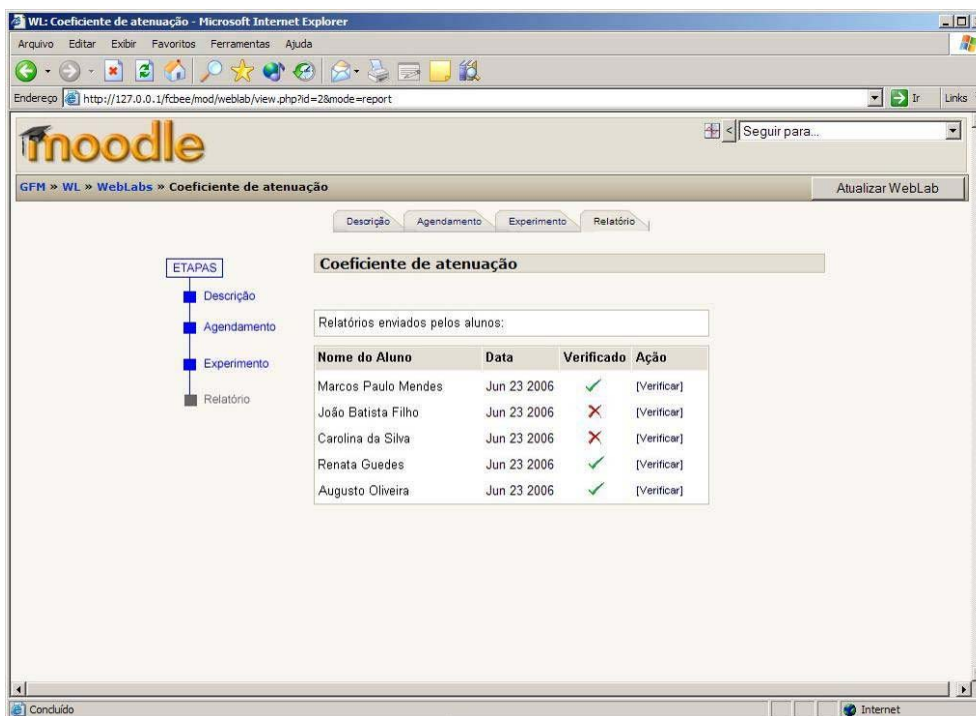 WL: Coeficiente de atenuação - Microsoft Internet Explorer
Arquivo Editar Exibir Favoritos Ferramentas Ajuda
Endereço http://127.0.0.1/fcbee/mod/weblab/view.php?id=2&mode=report Ir Links
moodle < Seguir para...
GFM » WL » WebLabs » Coeficiente de atenuação Atualizar WebLab
Descrição Agendamento Experimento Relatório
ETAPAS
Descrição
Agendamento
Experimento
Relatório
Coeficiente de atenuação
Relatórios enviados pelos alunos:
Nome do Aluno Data Verificado Ação
Marcos Paulo Mendes Jun 23 2006 [Verificar]
João Batista Filho Jun 23 2006 [Verificar]
Carolina da Silva Jun 23 2006 [Verificar]
Renata Guedes Jun 23 2006 [Verificar]
Augusto Oliveira Jun 23 2006 [Verificar]
Concluído Internet